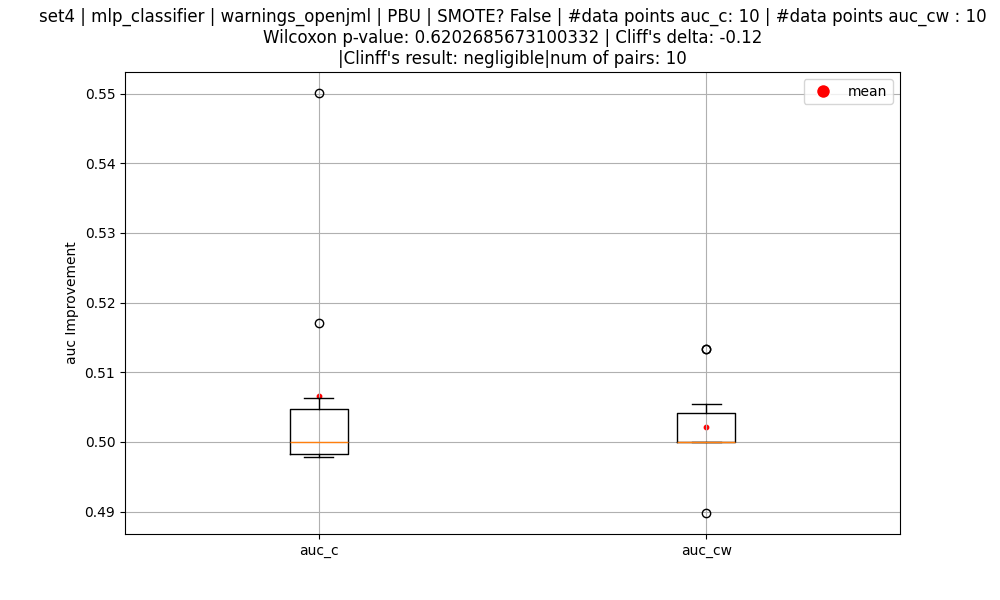 set4 | mlp_classifier | warnings_openjml | PBU | SMOTE? False | #data points auc_c: 10 | #data points auc_cw : 10
Wilcoxon p-value: 0.6202685673100332 | Cliff's delta: -0.12
|Clinff's result: negligible|num of pairs: 10
mean
0.55
0.54
0.53
0.52
0.51
0.50
0.49
auc Improvement
auc_c
auc_cw